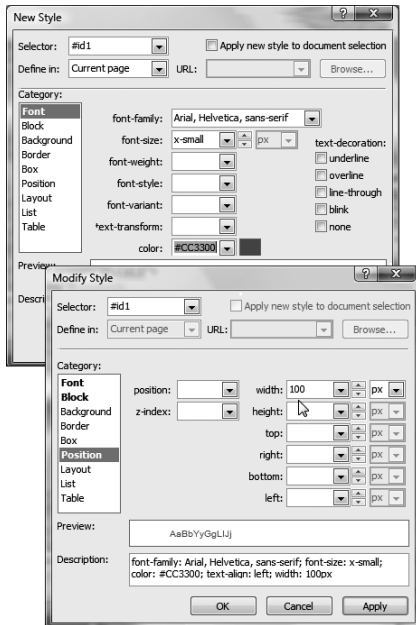 New Style
Selector: #id1 Apply new style to document selection
Define in: Current page URL: Browse...
Category:
Font
Block
Background
Border
Box
Position
Layout
List
Table
font-family: Arial, Helvetica, sans-serif
font-size: x-small px
font-weight:
font-style:
font-variant:
text-transform:
color: #CC3300
text-decoration:
underline
overline
line-through
blink
none
Preview
Descri
Modify Style
Selector: #id1 Apply new style to document selection
Define in: Current page URL: Browse...
Category:
Font
Block
Background
Border
Box
Position
Layout
List
Table
position: width: 100 px
z-index: height: px
top: px
right: px
bottom: px
left: px
Preview:
AaBbYyGgLlJj
Description:
font-family: Arial, Helvetica, sans-serif; font-size: x-small;
color: #CC3300; text-align: left; width: 100px
OK Cancel Apply